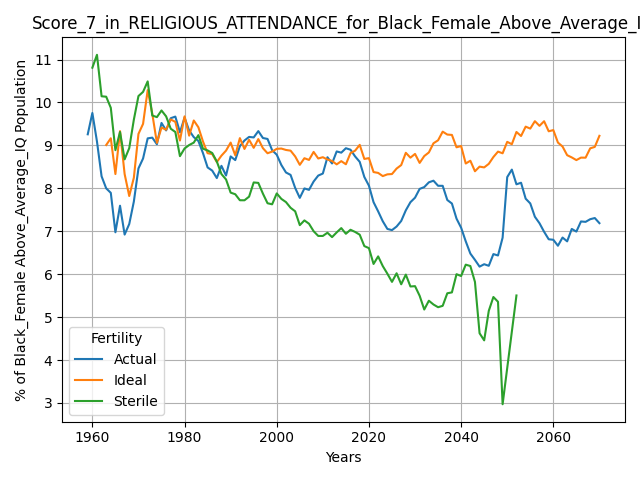 Score_7_in_RELIGIOUS_ATTENDANCE_for_Black_Female_Above_Average_I
% of Black_Female Above_Average_IQ Population
11
10
9
8
7
6
5
4
3
Fertility
Actual
Ideal
Sterile
1960
1980
2000
2020
2040
2060
Years